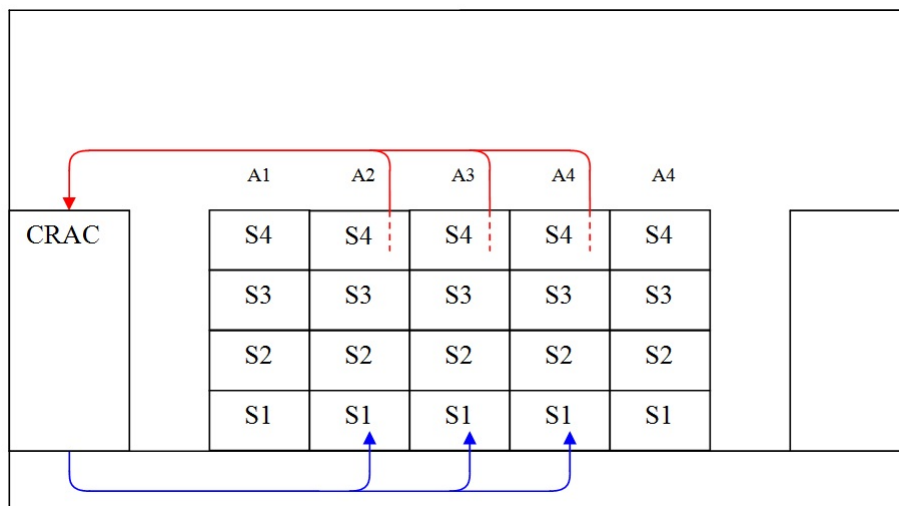 A1 A2 A3 A4 A4
CRAC S4 S4 S4 S4 S4
S3 S3 S3 S3 S3
S2 S2 S2 S2 S2
S1 S1 S1 S1 S1